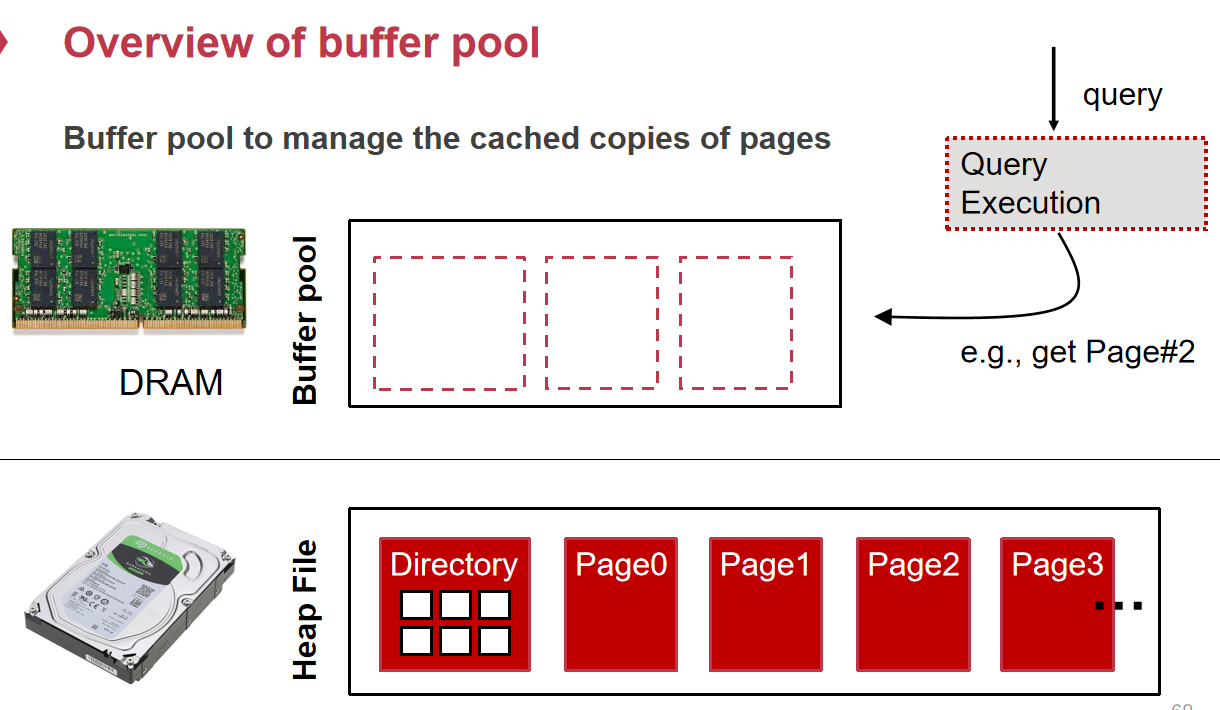 Overview of buffer pool
query
Buffer pool to manage the cached copies of pages
Query
Execution
Buffer pool
e.g., get Page#2
DRAM
Heap File
Directory
Page0
Page1
Page2
Page3
...